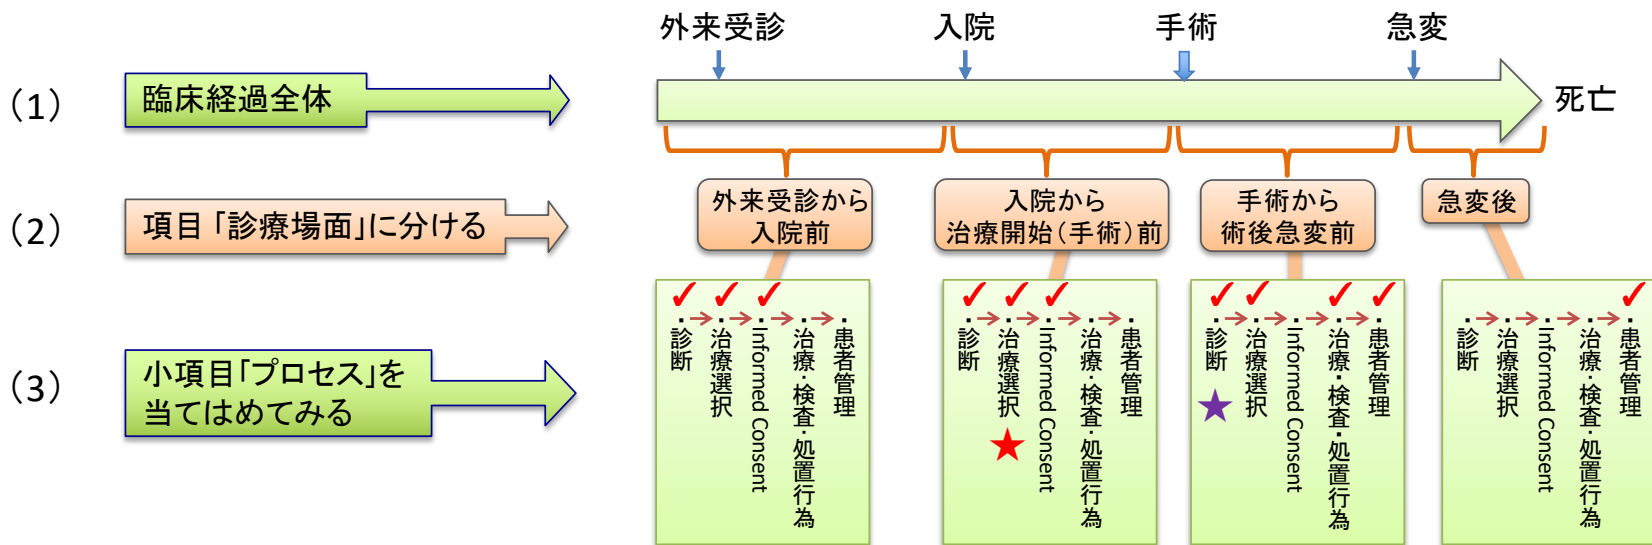 外来受診
入院
手術
急変
（1）
臨床経過全体
死亡
（2）
項目「診療場面」に分ける
外来受診から
入院前
入院から
治療開始（手術）前
手術から
術後急変前
急変後
（3）
小項目「プロセス」を
当てはめてみる
・診断
・治療選択
・Informed Consent
・治療・検査・処置行為
・患者管理
・診断
・治療選択
・Informed Consent
・治療・検査・処置行為
・患者管理
・診断
・治療選択
・Informed Consent
・治療・検査・処置行為
・患者管理
・診断
・治療選択
・Informed Consent
・治療・検査・処置行為
・患者管理